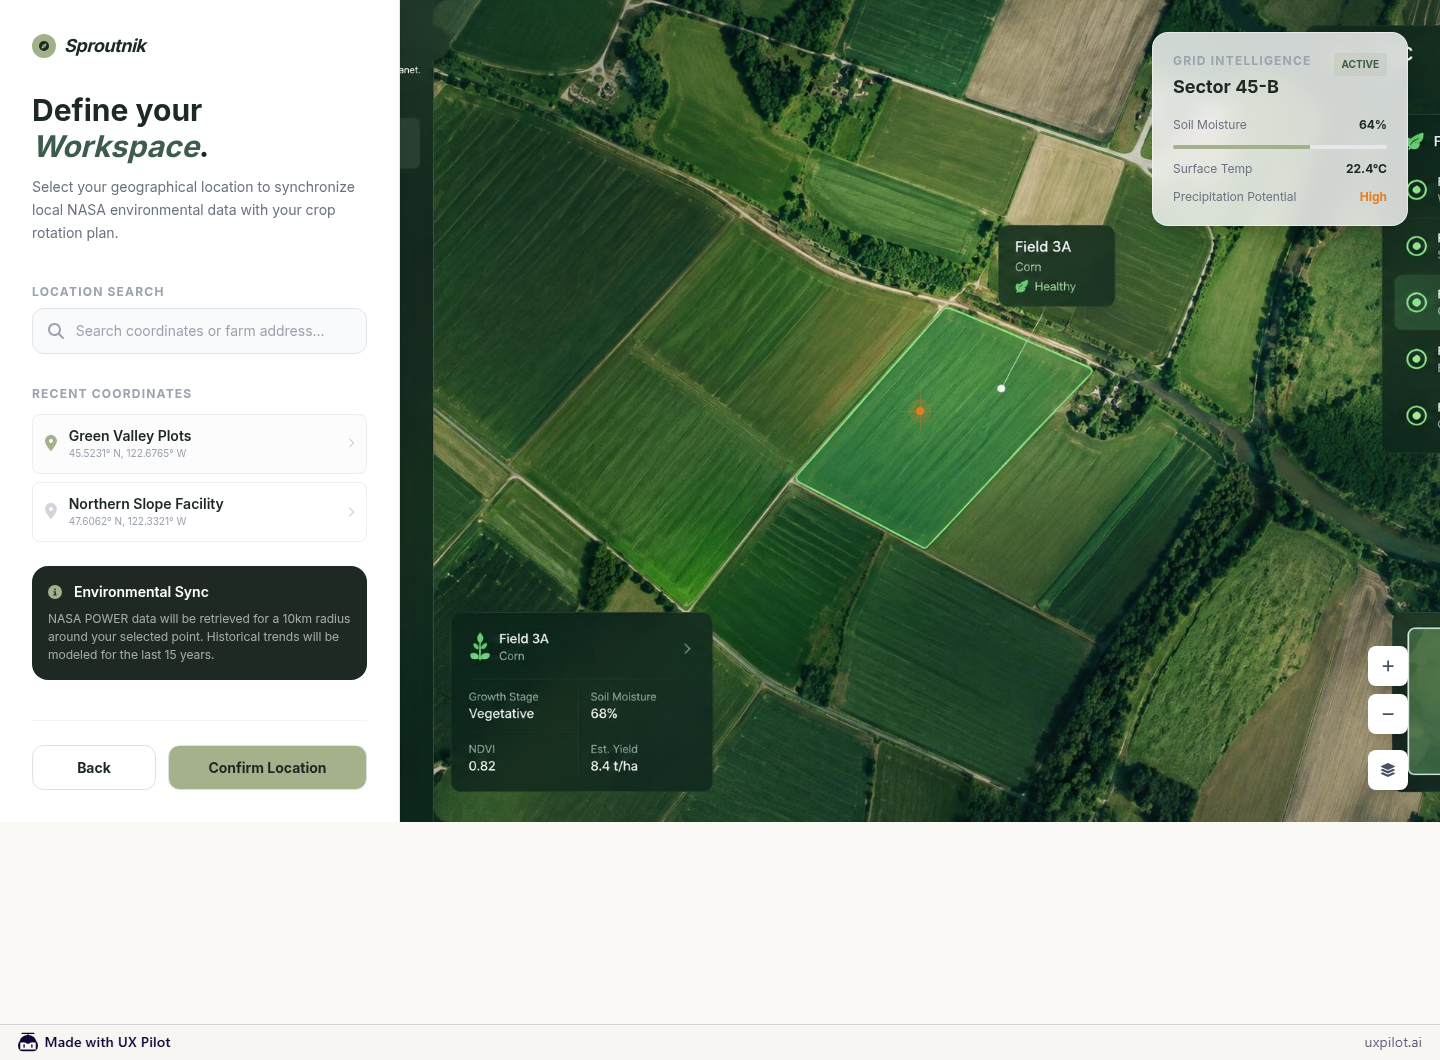 Sproutnik
Define your
Workspace.
Select your geographical location to synchronize
local NASA environmental data with your crop
rotation plan.
LOCATION SEARCH
Search coordinates or farm address...
RECENT COORDINATES
Green Valley Plots
45.5231° N, 122.6765° W
Northern Slope Facility
47.6062° N, 122.3321° W
Environmental Sync
NASA POWER data will be retrieved for a 10km radius
around your selected point. Historical trends will be
modeled for the last 15 years.
Back
Confirm Location
anet.
GRID INTELLIGENCE
ACTIVE
Sector 45-B
Soil Moisture
64%
Surface Temp
22.4°C
Precipitation Potential
High
Field 3A
Corn
Healthy
Field 3A
Corn
Growth Stage
Soil Moisture
Vegetative
68%
NDVI
Est. Yield
0.82
8.4 t/ha
Made with UX Pilot
uxpilot.ai